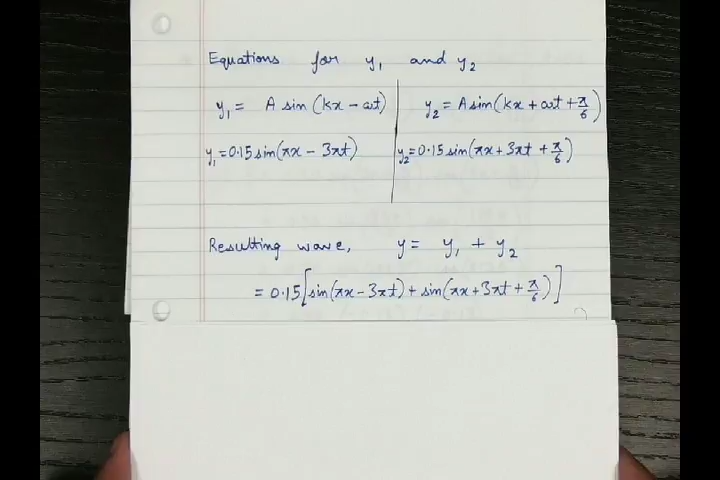 Equations for y₁ and y₂
y₁ = A sin (kx - ωt) y₂ = A sin(kx + ωt + π/6)
y₁ = 0.15 sin(πx - 3πt) y₂ = 0.15 sin(πx + 3πt + π/6)
Resulting wave, y = y₁ + y₂
= 0.15[sin(πx - 3πt) + sin(πx + 3πt + π/6)]